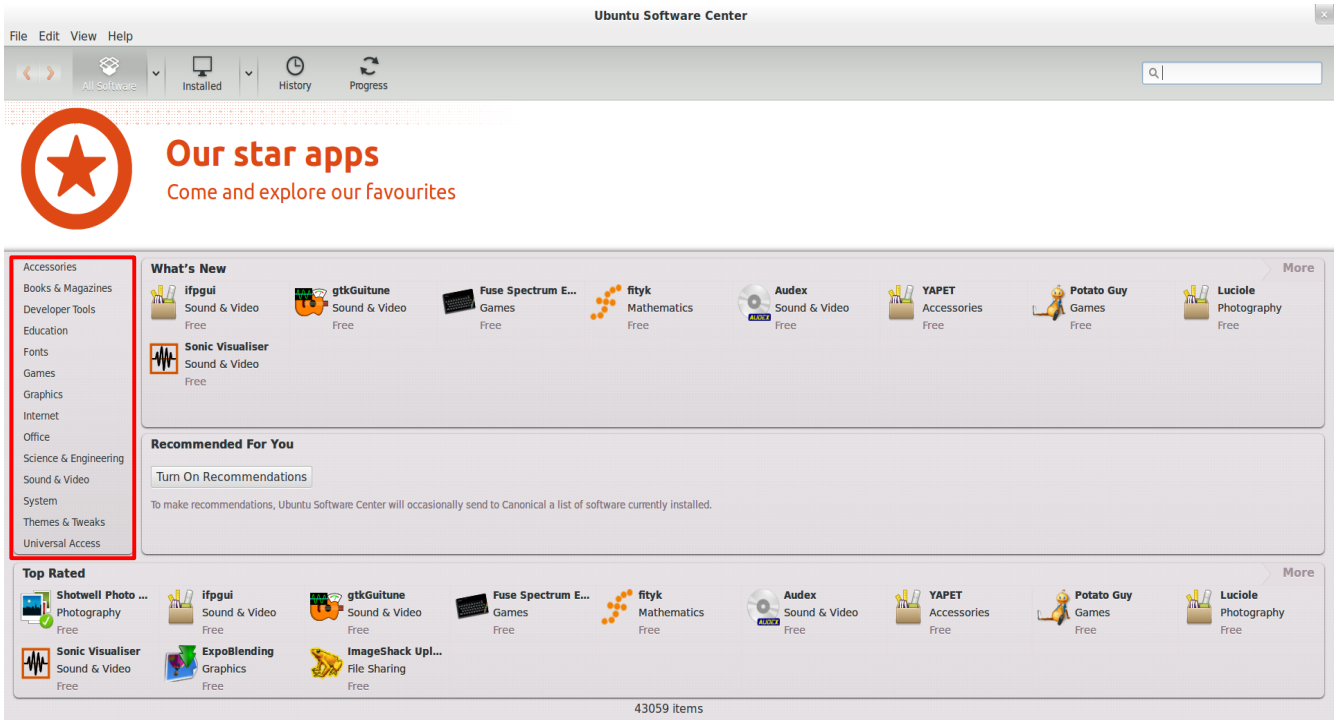 Ubuntu Software Center
File Edit View Help
All Software
Installed
History
Progress
Our star apps
Come and explore our favourites
Accessories
Books & Magazines
Developer Tools
Education
Fonts
Games
Graphics
Internet
Office
Science & Engineering
Sound & Video
System
Themes & Tweaks
Universal Access
What's New
More
ifpgui
Sound & Video
Free
gtkGuitune
Sound & Video
Free
Fuse Spectrum E...
Games
Free
fityk
Mathematics
Free
AUDEX
Audex
Sound & Video
Free
YAPET
Accessories
Free
Potato Guy
Games
Free
Luciole
Photography
Free
Sonic Visualiser
Sound & Video
Free
Recommended For You
Turn On Recommendations
To make recommendations, Ubuntu Software Center will occasionally send to Canonical a list of software currently installed.
Top Rated
More
Shotwell Photo ...
Photography
Free
ifpgui
Sound & Video
Free
gtkGuitune
Sound & Video
Free
Fuse Spectrum E...
Games
Free
fityk
Mathematics
Free
AUDEX
Audex
Sound & Video
Free
YAPET
Accessories
Free
Potato Guy
Games
Free
Luciole
Photography
Free
Sonic Visualiser
Sound & Video
Free
ExpoBlending
Graphics
Free
ImageShack Upl...
File Sharing
Free
43059 items